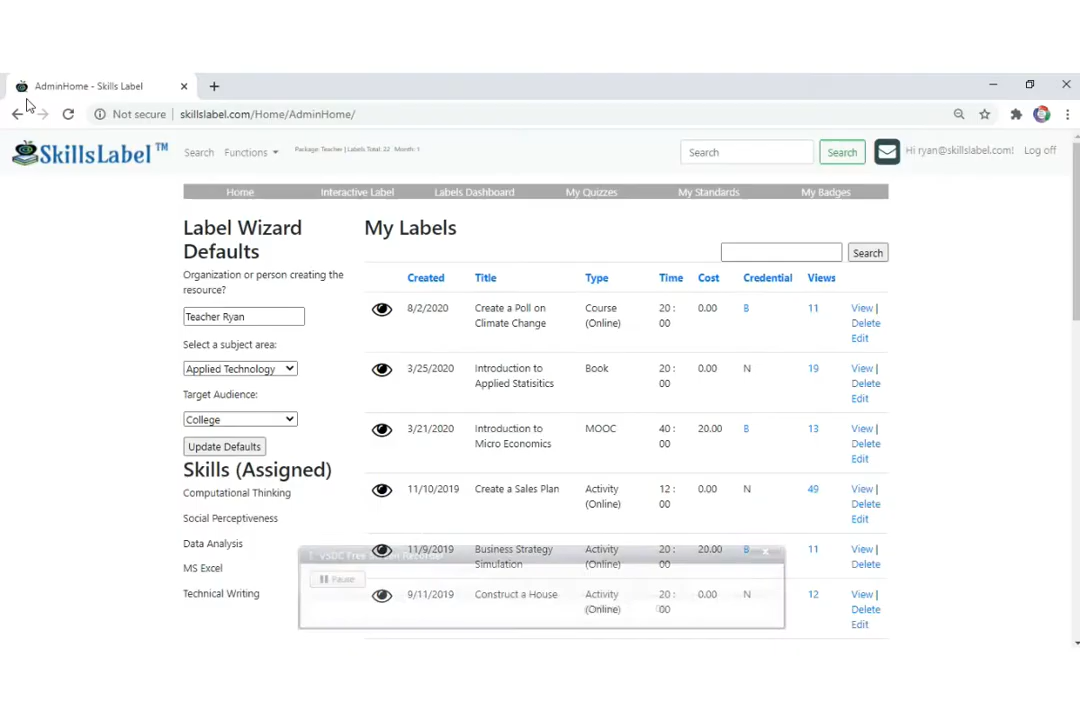 AdminHome - Skills Label
Not secure | skillslabel.com/Home/AdminHome/
SkillsLabel™
Search
Functions
Package: Teacher | Labels Total: 22 Month: 1
Search
Search
Hi ryan@skillslabel.com!
Log off
Home
Interactive Label
Labels Dashboard
My Quizzes
My Standards
My Badges
Label Wizard
Defaults
Organization or person creating the
resource?
Teacher Ryan
Select a subject area:
Applied Technology
Target Audience:
College
Update Defaults
Skills (Assigned)
Computational Thinking
Social Perceptiveness
Data Analysis
MS Excel
Technical Writing
My Labels
Search
Created Title Type Time Cost Credential Views
8/2/2020 Create a Poll on Course 20 : 0.00 B 11 View |
Climate Change (Online) 00 Delete
Edit
3/25/2020 Introduction to Book 20 : 0.00 N 19 View |
Applied Statisitics 00 Delete
Edit
3/21/2020 Introduction to MOOC 40 : 20.00 B 13 View |
Micro Economics 00 Delete
Edit
11/10/2019 Create a Sales Plan Activity 12 : 0.00 N 49 View |
(Online) 00 Delete
Edit
11/9/2019 Business Strategy Activity 20 : 20.00 B 11 View |
Simulation (Online) 00 Delete
9/11/2019 Construct a House Activity 20 : 0.00 N 12 View |
(Online) 00 Delete
Edit
VSDC Free Screen Recorder
Pause